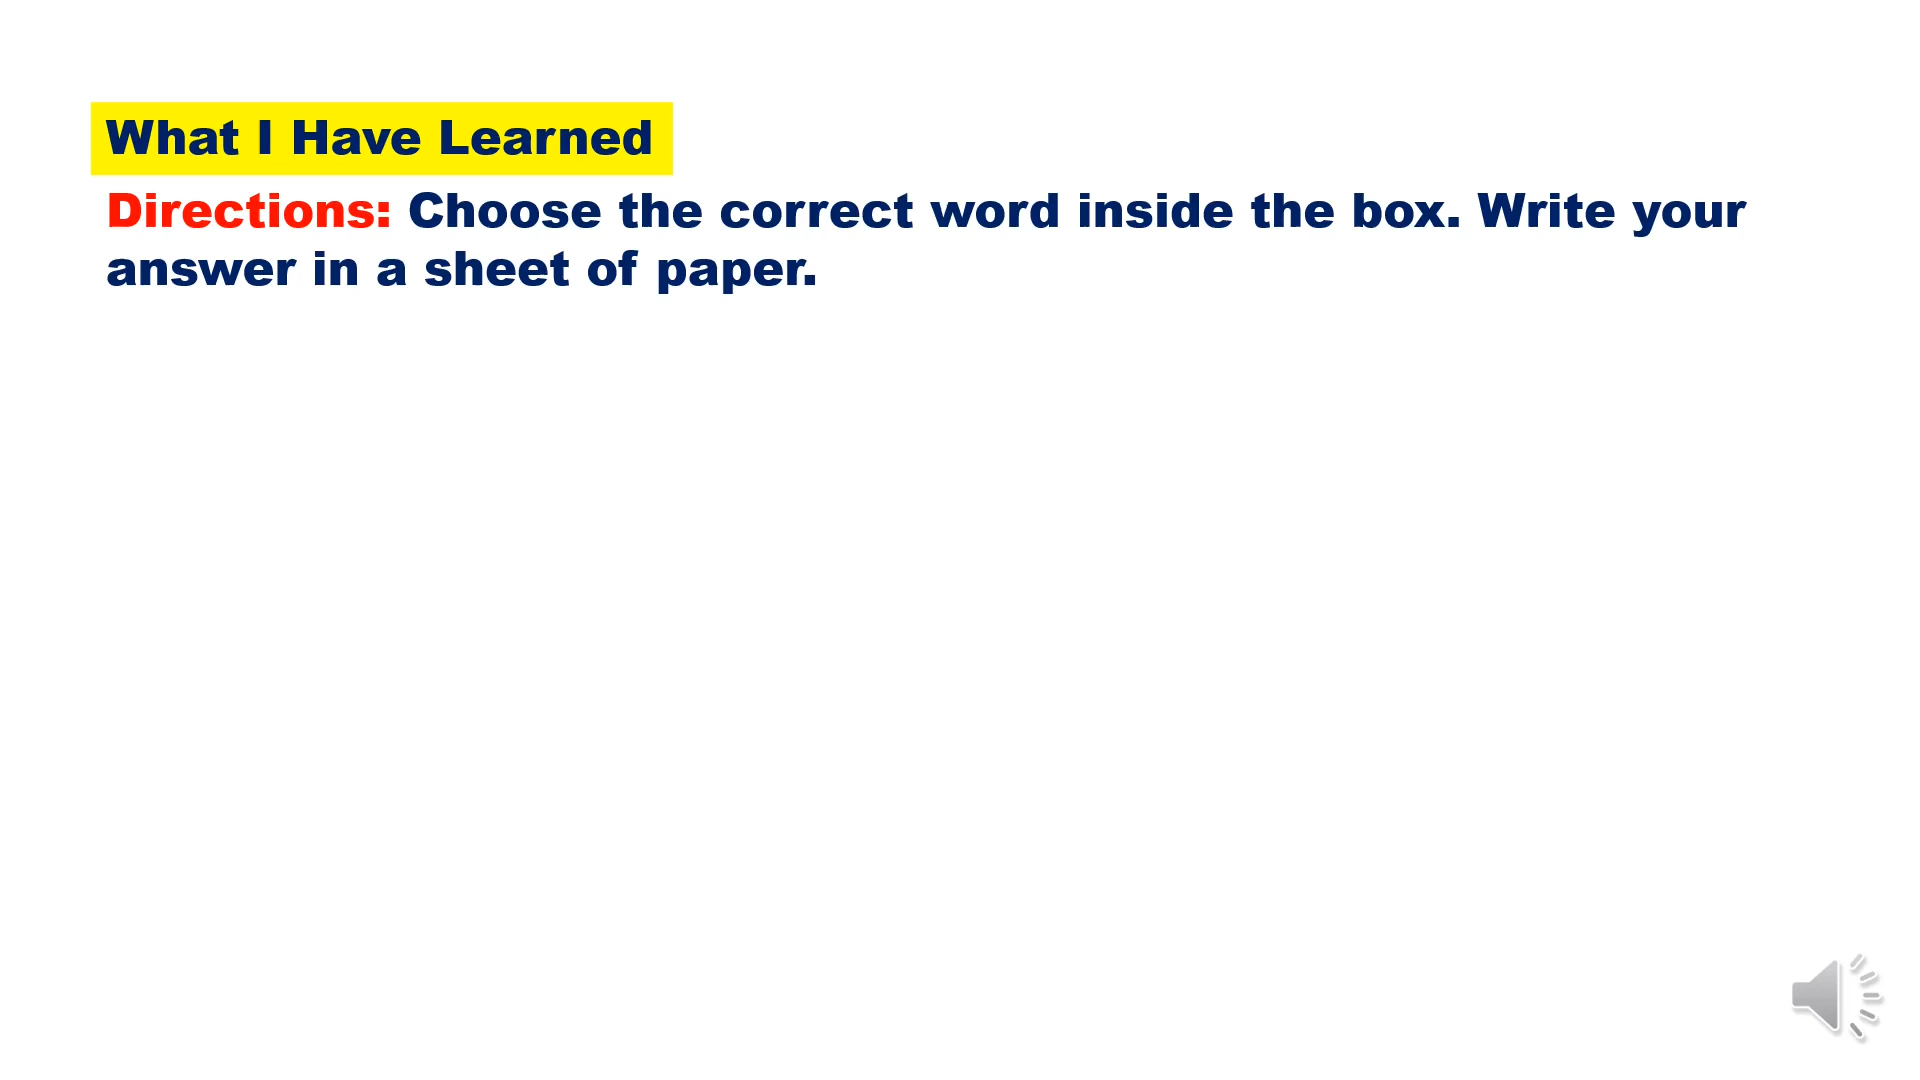 What I Have Learned
Directions: Choose the correct word inside the box. Write your
answer in a sheet of paper.